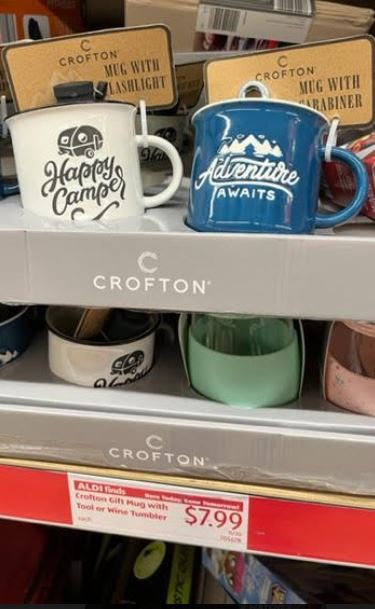 C
CROFTON
MUG WITH
FLASHLIGHT
C
CROFTON
MUG WITH
CARABINER
Happy
Camper
Adventure
AWAITS
C
CROFTON
C
CROFTON
ALDI finds
Here Today, Gone Tomorrow!
Crofton Gift Mug with
Tool or Wine Tumbler
each
$7.99